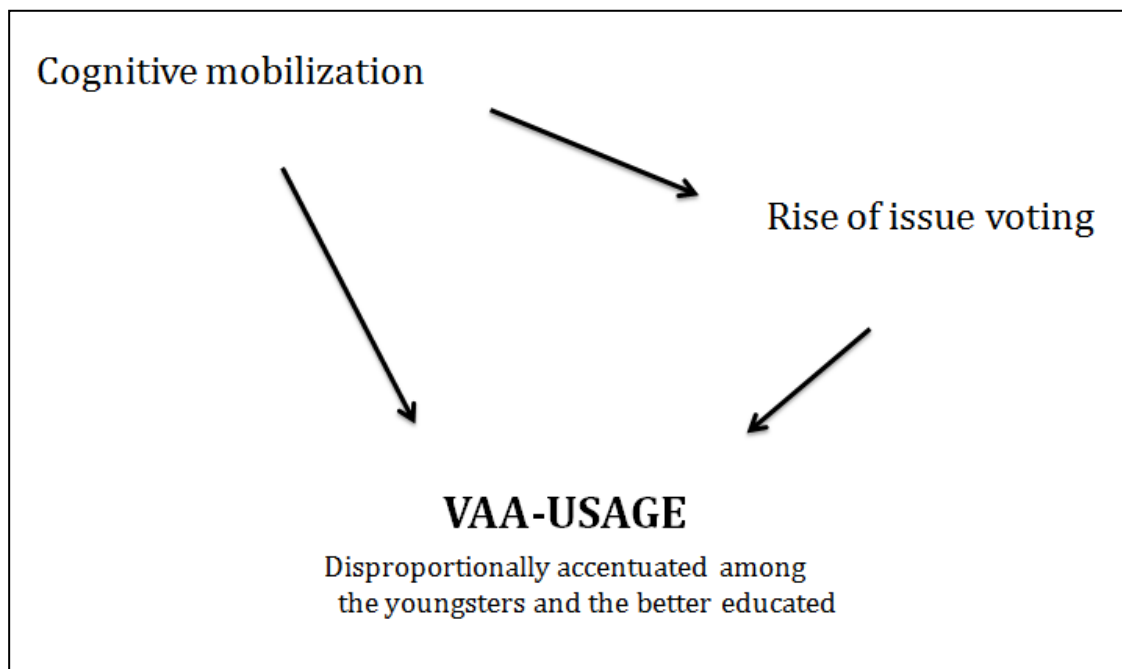 Cognitive mobilization
Rise of issue voting
VAA-USAGE
Disproportionally accentuated among
the youngsters and the better educated